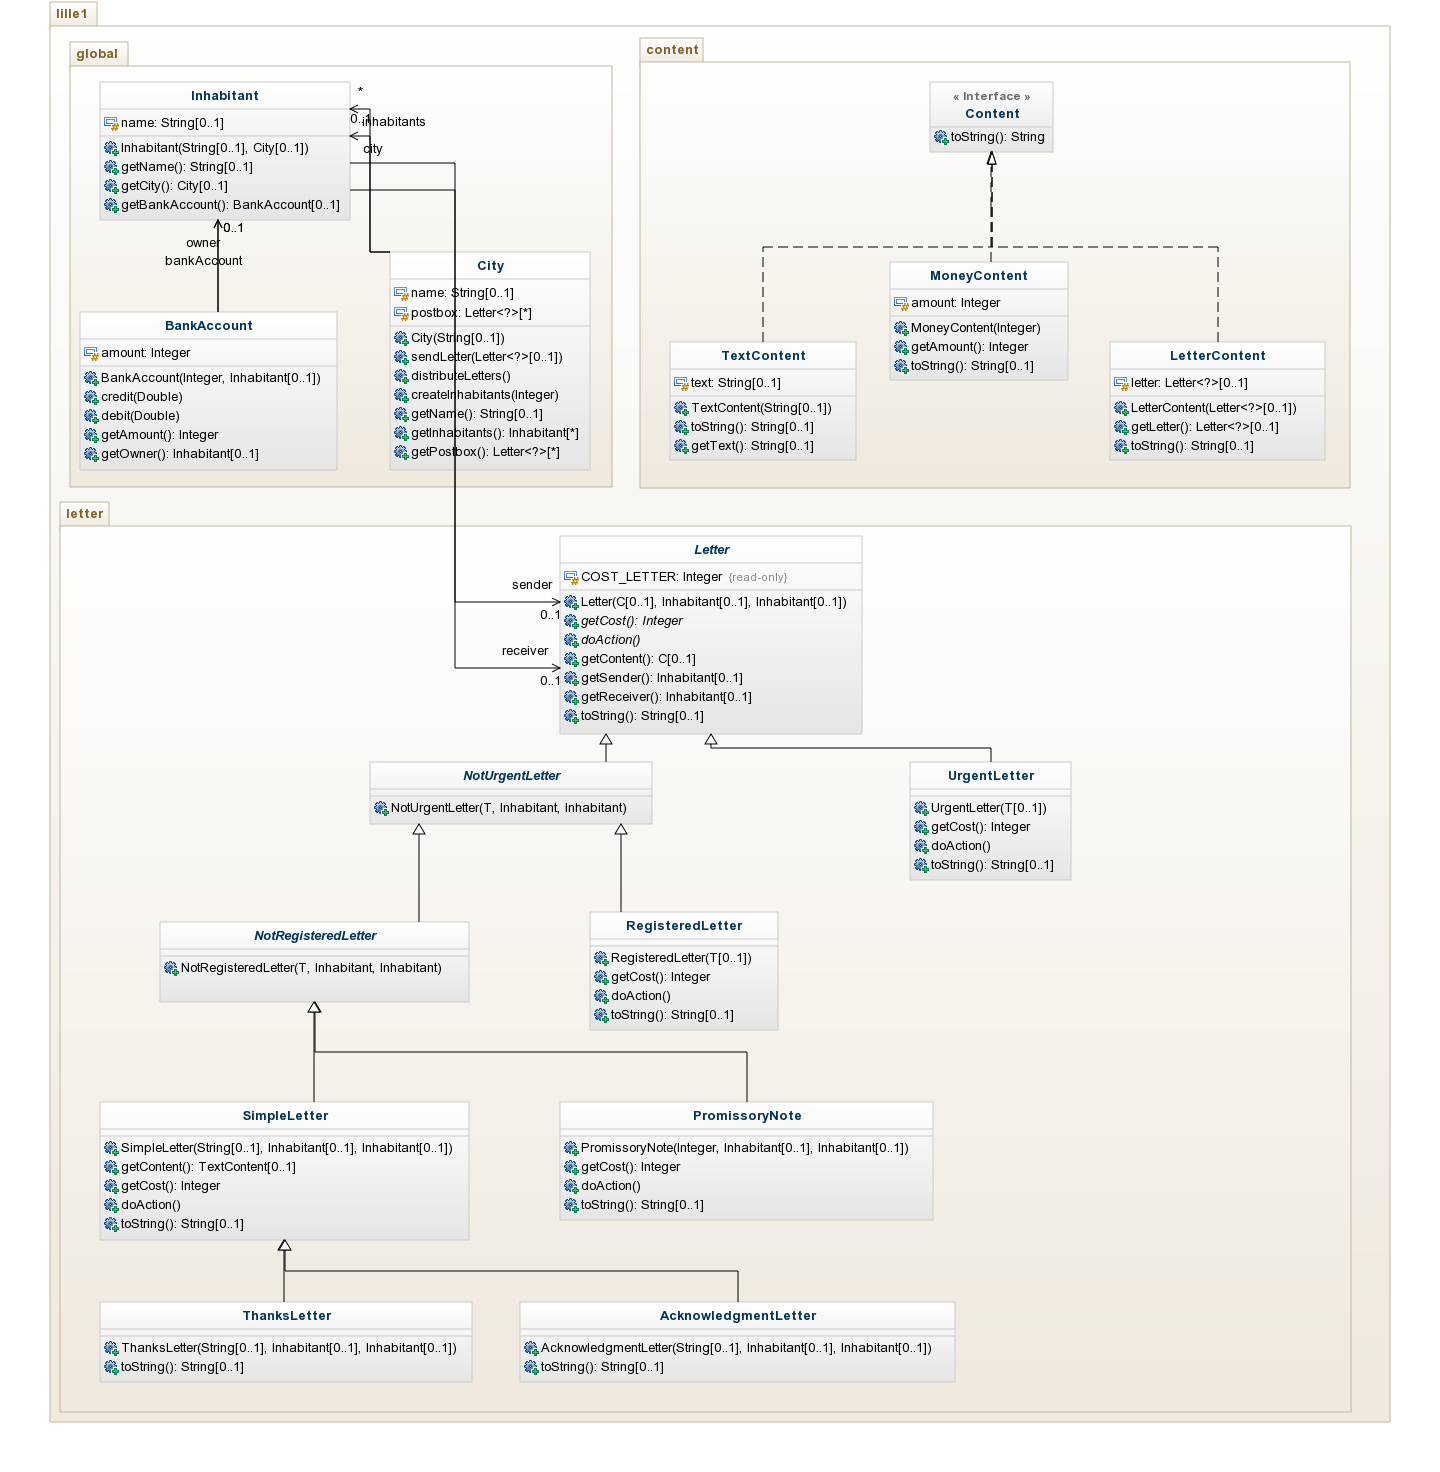 lille1
global
Inhabitant
name: String[0..1]
Inhabitant(String[0..1], City[0..1])
getName(): String[0..1]
getCity(): City[0..1]
getBankAccount(): BankAccount[0..1]
*
0..1
inhabitants
city
0..1
owner
bankAccount
BankAccount
amount: Integer
BankAccount(Integer, Inhabitant[0..1])
credit(Double)
debit(Double)
getAmount(): Integer
getOwner(): Inhabitant[0..1]
City
name: String[0..1]
postbox: Letter<?>[*]
City(String[0..1])
sendLetter(Letter<?>[0..1])
distributeLetters()
createInhabitants(Integer)
getName(): String[0..1]
getInhabitants(): Inhabitant[*]
getPostbox(): Letter<?>[*]
content
« Interface »
Content
toString(): String
TextContent
text: String[0..1]
TextContent(String[0..1])
toString(): String[0..1]
getText(): String[0..1]
MoneyContent
amount: Integer
MoneyContent(Integer)
getAmount(): Integer
toString(): String[0..1]
LetterContent
letter: Letter<?>[0..1]
LetterContent(Letter<?>[0..1])
getLetter(): Letter<?>[0..1]
toString(): String[0..1]
letter
Letter
COST_LETTER: Integer {read-only}
Letter(C[0..1], Inhabitant[0..1], Inhabitant[0..1])
getCost(): Integer
doAction()
getContent(): C[0..1]
getSender(): Inhabitant[0..1]
getReceiver(): Inhabitant[0..1]
toString(): String[0..1]
sender
0..1
receiver
0..1
NotUrgentLetter
NotUrgentLetter(T, Inhabitant, Inhabitant)
UrgentLetter
UrgentLetter(T[0..1])
getCost(): Integer
doAction()
toString(): String[0..1]
NotRegisteredLetter
NotRegisteredLetter(T, Inhabitant, Inhabitant)
RegisteredLetter
RegisteredLetter(T[0..1])
getCost(): Integer
doAction()
toString(): String[0..1]
SimpleLetter
SimpleLetter(String[0..1], Inhabitant[0..1], Inhabitant[0..1])
getContent(): TextContent[0..1]
getCost(): Integer
doAction()
toString(): String[0..1]
PromissoryNote
PromissoryNote(Integer, Inhabitant[0..1], Inhabitant[0..1])
getCost(): Integer
doAction()
toString(): String[0..1]
ThanksLetter
ThanksLetter(String[0..1], Inhabitant[0..1], Inhabitant[0..1])
toString(): String[0..1]
AcknowledgmentLetter
AcknowledgmentLetter(String[0..1], Inhabitant[0..1], Inhabitant[0..1])
toString(): String[0..1]